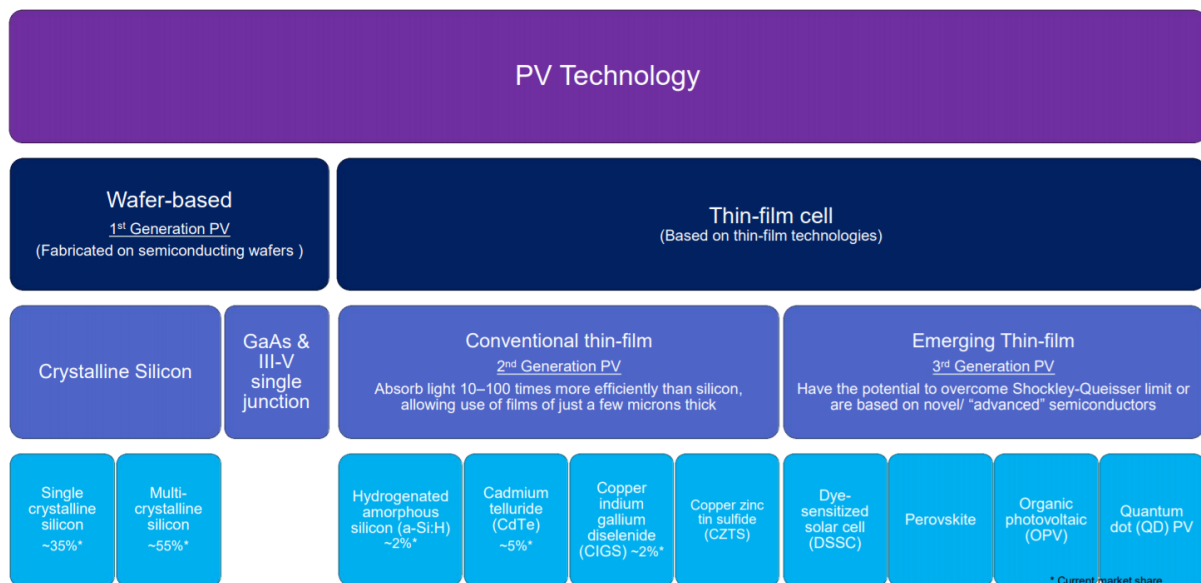 PV Technology
Wafer-based
1st Generation PV
(Fabricated on semiconducting wafers )
Thin-film cell
(Based on thin-film technologies)
Crystalline Silicon
GaAs &
III-V
single
junction
Conventional thin-film
2nd Generation PV
Absorb light 10–100 times more efficiently than silicon,
allowing use of films of just a few microns thick
Emerging Thin-film
3rd Generation PV
Have the potential to overcome Shockley-Queisser limit or
are based on novel/ “advanced” semiconductors
Single
crystalline
silicon
~35%*
Multi-
crystalline
silicon
~55%*
Hydrogenated
amorphous
silicon (a-Si:H)
~2%*
Cadmium
telluride
(CdTe)
~5%*
Copper
indium
gallium
diselenide
(CIGS) ~2%*
Copper zinc
tin sulfide
(CZTS)
Dye-
sensitized
solar cell
(DSSC)
Perovskite
Organic
photovoltaic
(OPV)
Quantum
dot (QD) PV
* Current market share